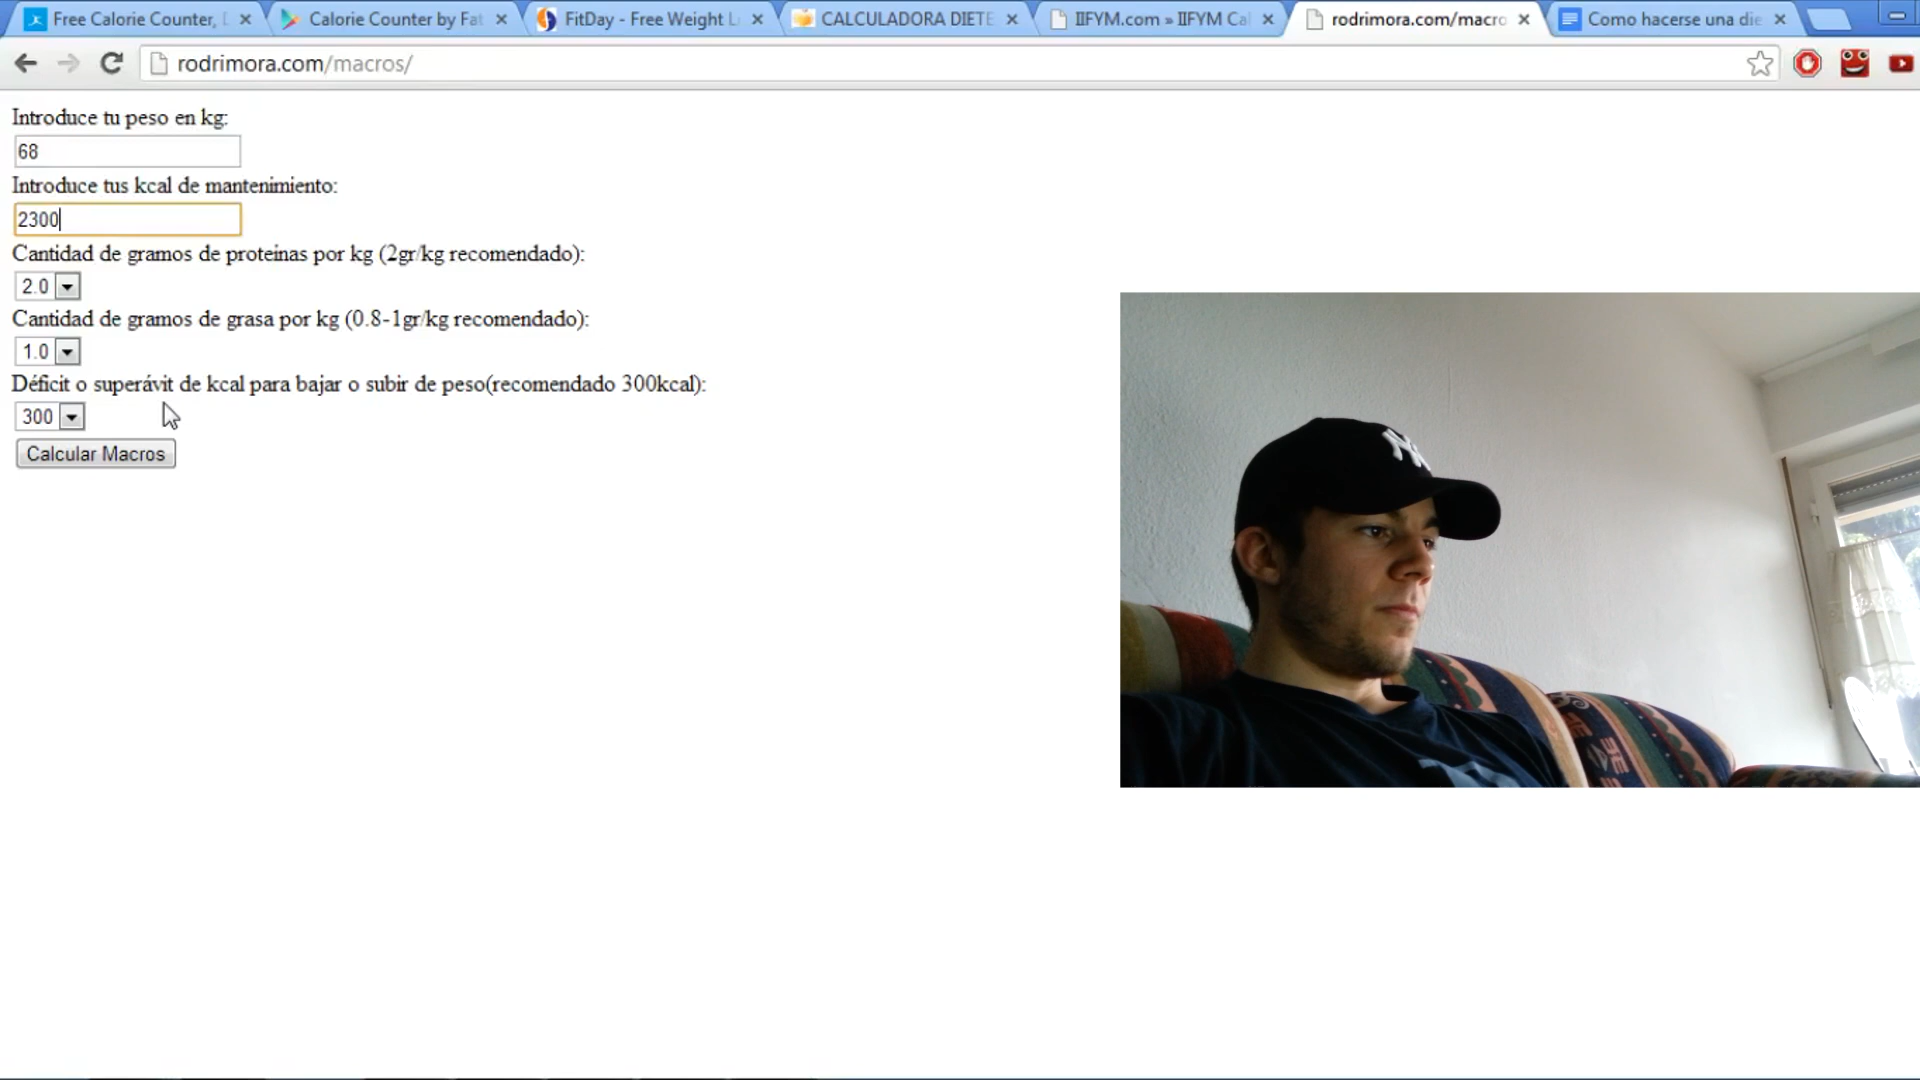 Free Calorie Counter, D
Calorie Counter by Fat
FitDay - Free Weight L
CALCULADORA DIETE
IIFYM.com » IIFYM Cal
rodrimora.com/macro
Como hacerse una die
rodrimora.com/macros/
Introduce tu peso en kg:
68
Introduce tus kcal de mantenimiento:
2300
Cantidad de gramos de proteinas por kg (2gr/kg recomendado):
2.0
Cantidad de gramos de grasa por kg (0.8-1gr/kg recomendado):
1.0
Déficit o superávit de kcal para bajar o subir de peso(recomendado 300kcal):
300
Calcular Macros
NY